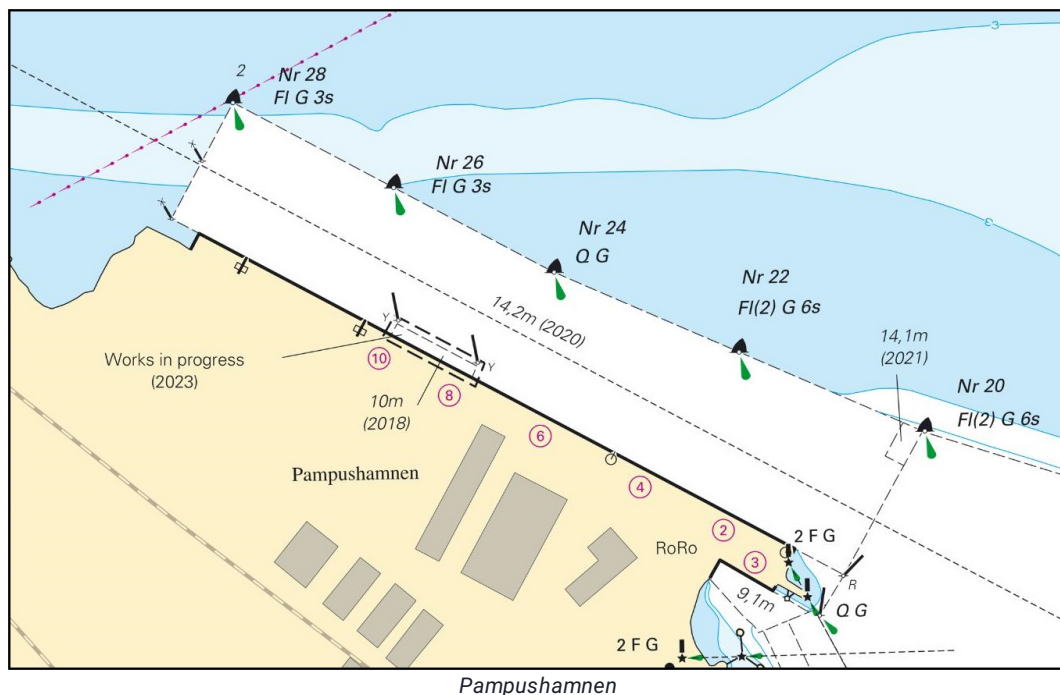 2
Nr 28
Fl G 3s
Nr 26
Fl G 3s
Nr 24
Q G
Nr 22
Fl(2) G 6s
14,2m (2020)
14,1m
(2021)
Nr 20
Fl(2) G 6s
3
3
Y
Y
Works in progress
(2023)
10
8
10m
(2018)
6
Pampushamnen
4
2
RoRo
3
2 F G
9,1m
R
Q G
2 F G
Pampushamnen